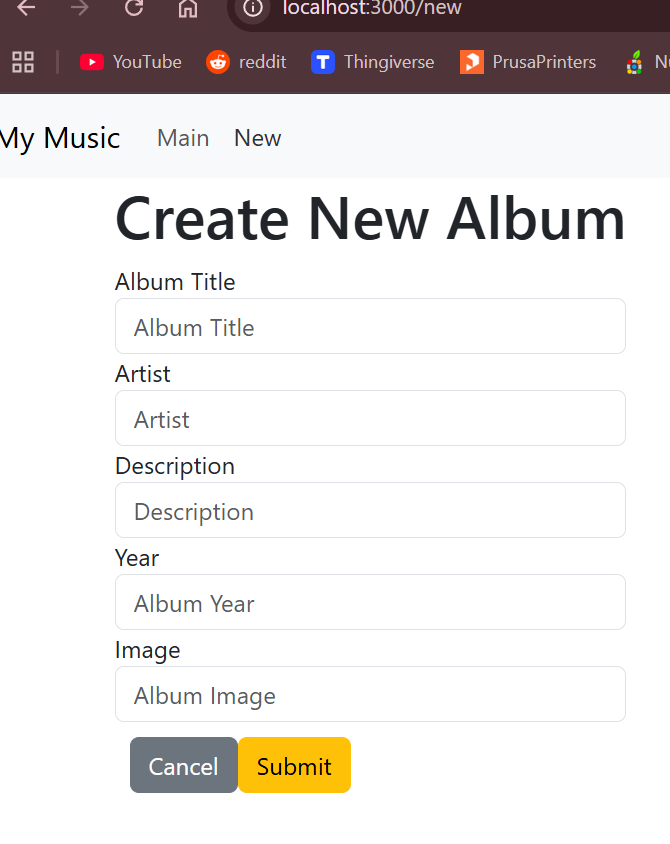 localhost:3000/new
YouTube reddit Thingiverse PrusaPrinters
My Music Main New
Create New Album
Album Title
Album Title
Artist
Artist
Description
Description
Year
Album Year
Image
Album Image
Cancel Submit